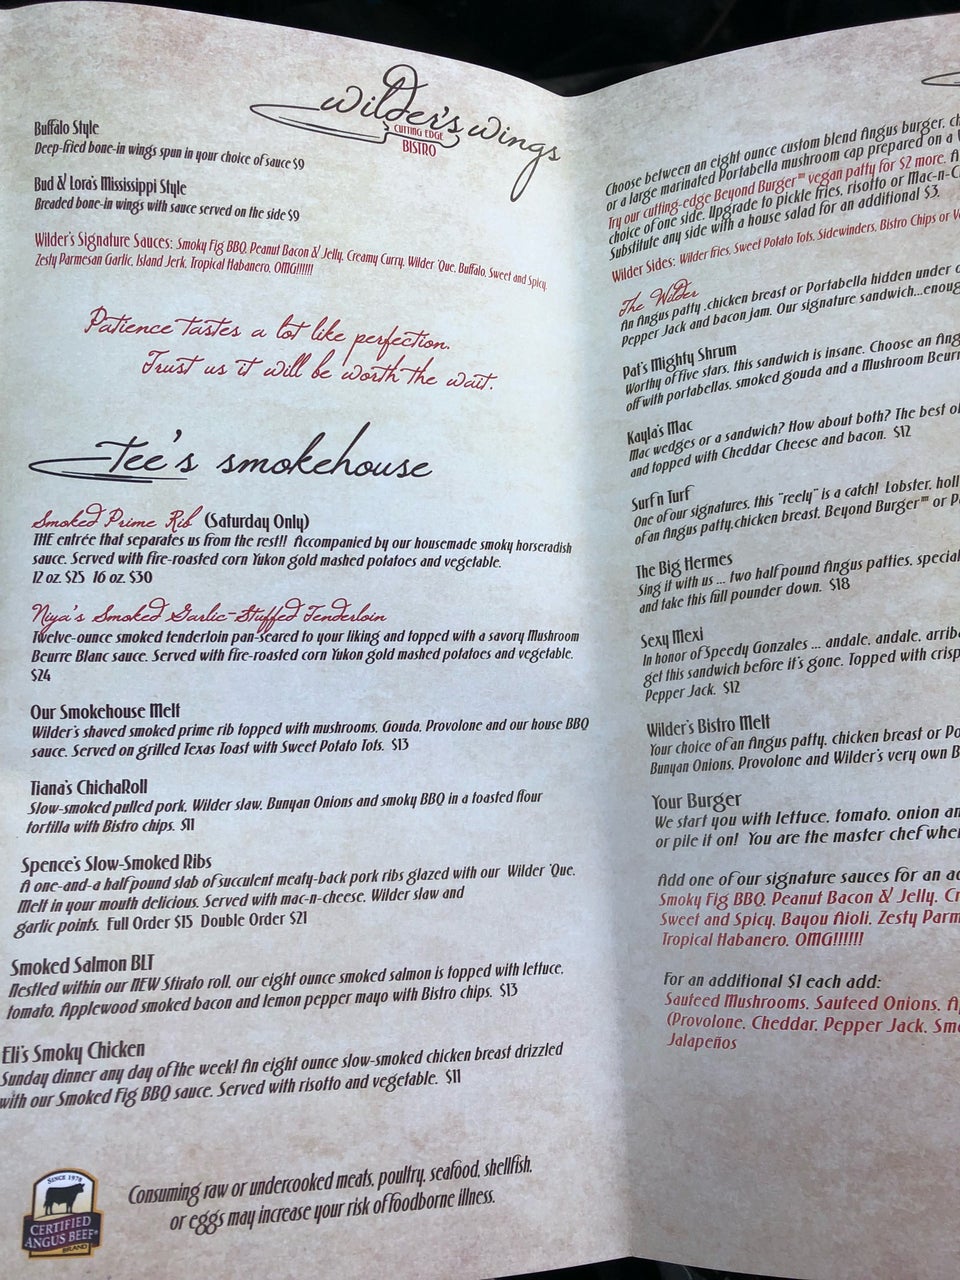 wilder's wings
CUTTING EDGE
BISTRO
Buffalo Style
Deep-fried bone-in wings spun in your choice of sauce $9
Bud & Lora's Mississippi Style
Breaded bone-in wings with sauce served on the side $9
Wilder's Signature Sauces: Smoky Fig BBQ, Peanut Bacon & Jelly, Creamy Curry, Wilder 'Que, Buffalo, Sweet and Spicy,
Zesty Parmesan Garlic, Island Jerk, Tropical Habanero, OMG!!!!!!
Patience tastes a lot like perfection.
Trust us it will be worth the wait.
Tee's smokehouse
Smoked Prime Rib (Saturday Only)
THE entrée that separates us from the rest!! Accompanied by our housemade smoky horseradish
sauce. Served with fire-roasted corn Yukon gold mashed potatoes and vegetable.
12 oz. $25 16 oz. $30
Niya's Smoked Garlic-Stuffed Tenderloin
Twelve-ounce smoked tenderloin pan-seared to your liking and topped with a savory Mushroom
Beurre Blanc sauce. Served with fire-roasted corn Yukon gold mashed potatoes and vegetable.
$24
Our Smokehouse Melt
Wilder's shaved smoked prime rib topped with mushrooms, Gouda, Provolone and our house BBQ
sauce. Served on grilled Texas Toast with Sweet Potato Tots. $13
Tiana's ChichaRoll
Slow-smoked pulled pork, Wilder slaw, Bunyan Onions and smoky BBQ in a toasted flour
tortilla with Bistro chips. $11
Spence's Slow-Smoked Ribs
A one-and-a half pound slab of succulent meaty-back pork ribs glazed with our Wilder 'Que.
Melt in your mouth delicious. Served with mac-n-cheese, Wilder slaw and
garlic points. Full Order $15 Double Order $21
Smoked Salmon BLT
Nestled within our NEW Stirato roll, our eight ounce smoked salmon is topped with lettuce,
tomato, Applewood smoked bacon and lemon pepper mayo with Bistro chips. $13
Eli's Smoky Chicken
Sunday dinner any day of the week! An eight ounce slow-smoked chicken breast drizzled
with our Smoked Fig BBQ sauce. Served with risotto and vegetable. $11
SINCE 1978
CERTIFIED
ANGUS BEEF®
BRAND
Consuming raw or undercooked meats, poultry, seafood, shellfish,
or eggs may increase your risk of foodborne illness.
Choose between an eight ounce custom blend Angus burger, ch
or a large marinated Portabella mushroom cap prepared on a
Try our cutting-edge Beyond Burger™ vegan patty for $2 more. A
choice of one side. Upgrade to pickle fries, risotto or Mac-n-C
Substitute any side with a house salad for an additional $3.
Wilder Sides: Wilder fries, Sweet Potato Tots, Sidewinders, Bistro Chips or Ve
The Wilder
An Angus patty, chicken breast or Portabella hidden under
Pepper Jack and bacon jam. Our signature sandwich...enoug
Pat's Mighty Shrum
Worthy of five stars, this sandwich is insane. Choose an Ang
off with portabellas, smoked gouda and a Mushroom Beurr
Kayla's Mac
Mac wedges or a sandwich? How about both? The best of
and topped with Cheddar Cheese and bacon. $12
Surf'n Turf
One of our signatures, this "reely" is a catch! Lobster, holl
of an Angus patty,chicken breast, Beyond Burger™ or P
The Big Hermes
Sing it with us ... two half pound Angus patties, special
and take this full pounder down. $18
Sexy Mexi
In honor of Speedy Gonzales ... andale, andale, arriba
get this sandwich before it's gone. Topped with crisp
Pepper Jack. $12
Wilder's Bistro Melt
Your choice of an Angus patty, chicken breast or Po
Bunyan Onions, Provolone and Wilder's very own B
Your Burger
We start you with lettuce, tomato, onion an
or pile it on! You are the master chef when
Add one of our signature sauces for an ad
Smoky Fig BBQ, Peanut Bacon & Jelly, Cr
Sweet and Spicy, Bayou Aioli, Zesty Parm
Tropical Habanero, OMG!!!!!!
For an additional $1 each add:
Sauteed Mushrooms, Sauteed Onions, Ap
(Provolone, Cheddar, Pepper Jack, Smo
Jalapeños